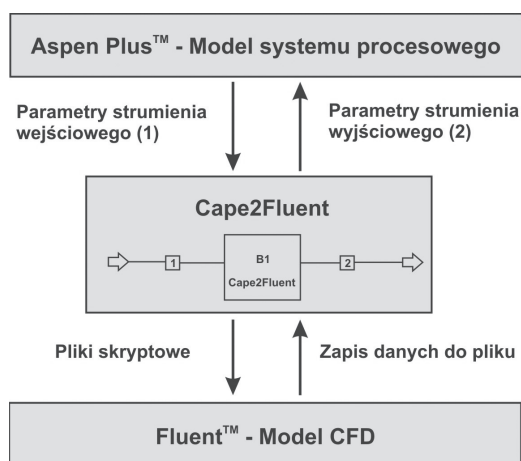 Aspen Plus™ - Model systemu procesowego
Parametry strumienia
wejściowego (1)
Parametry strumienia
wyjściowego (2)
Cape2Fluent
1
B1
Cape2Fluent
2
Pliki skryptowe
Zapis danych do pliku
Fluent™ - Model CFD